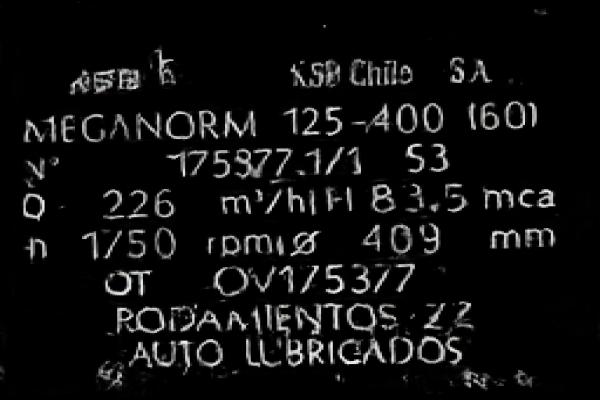 KSB KSB Chile S.A.
MEGANORM 125-400 (60)
N° 175377.1/1 S3
Q 226 m³/h H 83.5 mca
n 1750 rpm Ø 409 mm
OT OV175377
RODAMIENTOS ZZ
AUTO LUBRICADOS